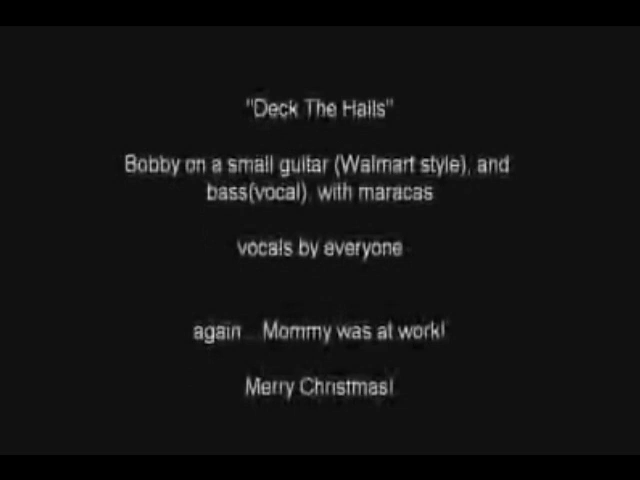 "Deck The Halls"
Bobby on a small guitar (Walmart style), and
bass(vocal), with maracas
vocals by everyone
again... Mommy was at work!
Merry Christmas!